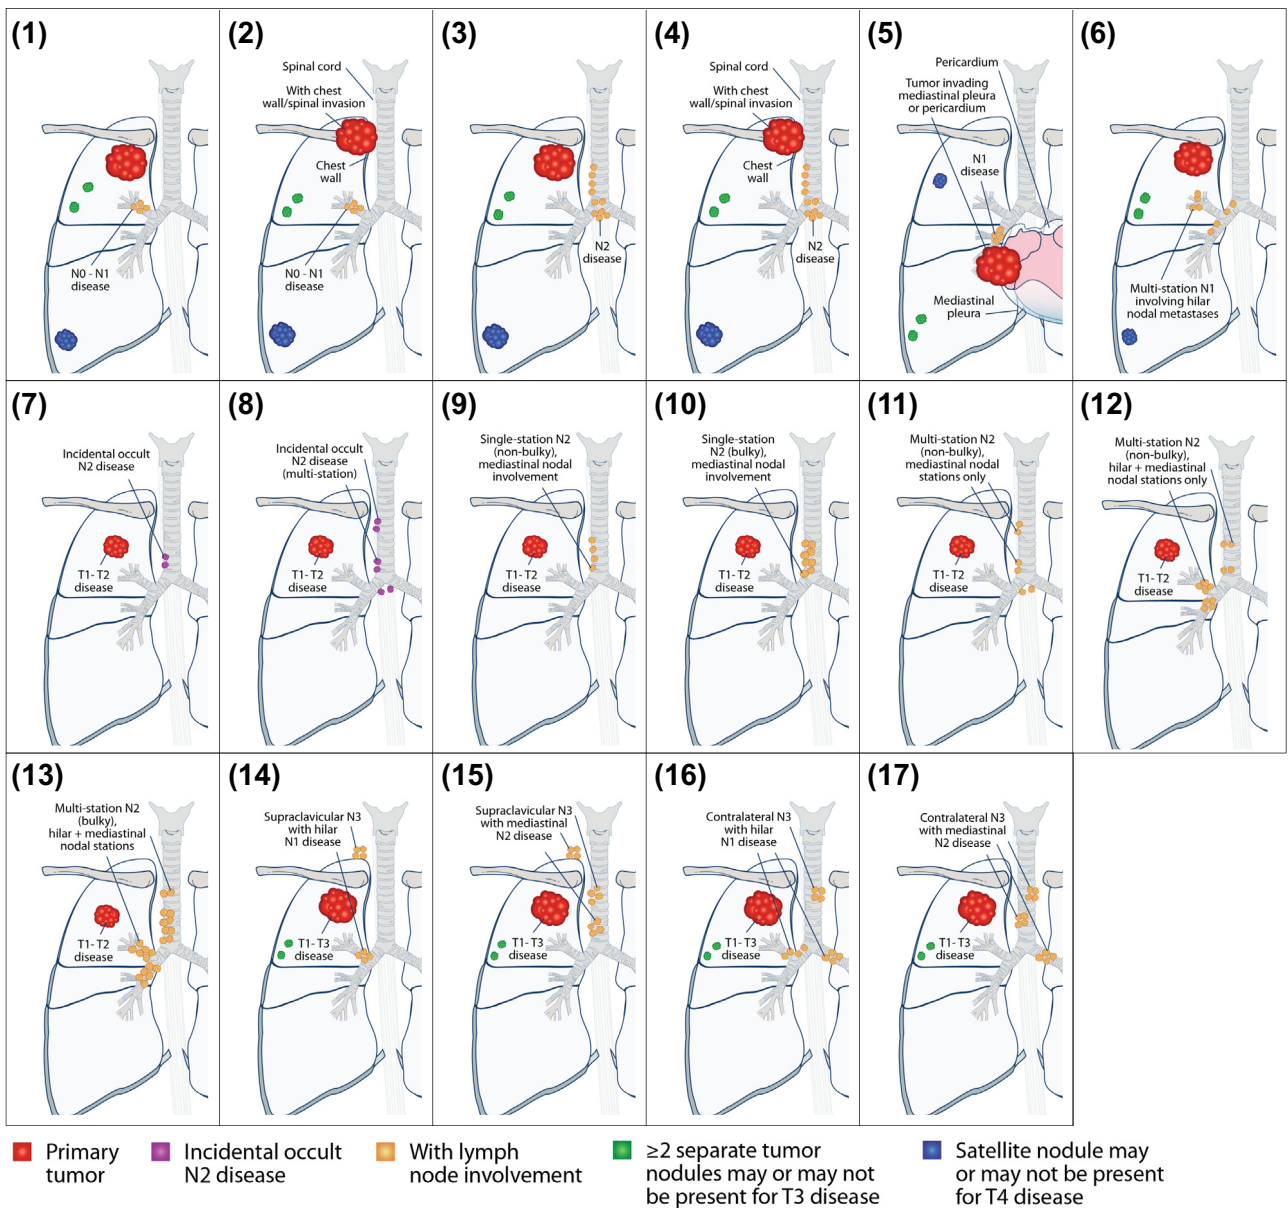 (1)
N0 - N1
disease
(2)
Spinal cord
With chest
wall/spinal invasion
Chest
wall
N0 - N1
disease
(3)
N2
disease
(4)
Spinal cord
With chest
wall/spinal invasion
Chest
wall
N2
disease
(5)
Pericardium
Tumor invading
mediastinal pleura
or pericardium
N1
disease
Mediastinal
pleura
(6)
Multi-station N1
involving hilar
nodal metastases
(7)
Incidental occult
N2 disease
T1- T2
disease
(8)
Incidental occult
N2 disease
(multi-station)
T1- T2
disease
(9)
Single-station N2
(non-bulky),
mediastinal nodal
involvement
T1- T2
disease
(10)
Single-station
N2 (bulky),
mediastinal nodal
involvement
T1- T2
disease
(11)
Multi-station N2
(non-bulky),
mediastinal nodal
stations only
T1- T2
disease
(12)
Multi-station N2
(non-bulky),
hilar + mediastinal
nodal stations only
T1- T2
disease
(13)
Multi-station N2
(bulky),
hilar + mediastinal
nodal stations
T1- T2
disease
(14)
Supraclavicular N3
with hilar
N1 disease
T1- T3
disease
(15)
Supraclavicular N3
with mediastinal
N2 disease
T1- T3
disease
(16)
Contralateral N3
with hilar
N1 disease
T1- T3
disease
(17)
Contralateral N3
with mediastinal
N2 disease
T1- T3
disease
Primary
tumor
Incidental occult
N2 disease
With lymph
node involvement
≥2 separate tumor
nodules may or may not
be present for T3 disease
Satellite nodule may
or may not be present
for T4 disease